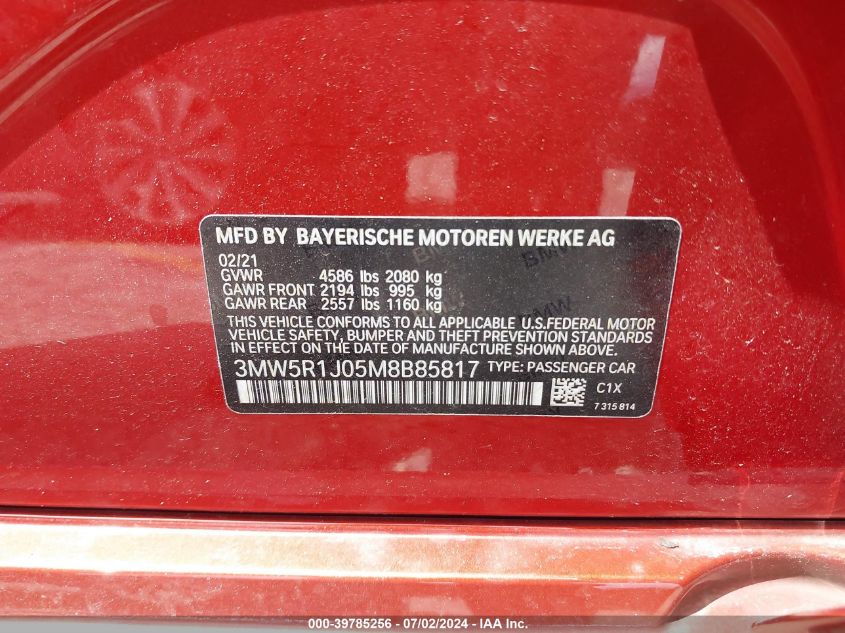 MFD BY BAYERISCHE MOTOREN WERKE AG
02/21
GVWR 4586 lbs 2080 kg
GAWR FRONT 2194 lbs 995 kg
GAWR REAR 2557 lbs 1160 kg
THIS VEHICLE CONFORMS TO ALL APPLICABLE U.S.FEDERAL MOTOR
VEHICLE SAFETY, BUMPER AND THEFT PREVENTION STANDARDS
IN EFFECT ON THE DATE OF MANUFACTURE SHOWN ABOVE.
3MW5R1J05M8B85817 TYPE: PASSENGER CAR
C1X
7 315 814
BMW
000-39785256 - 07/02/2024 - IAA Inc.